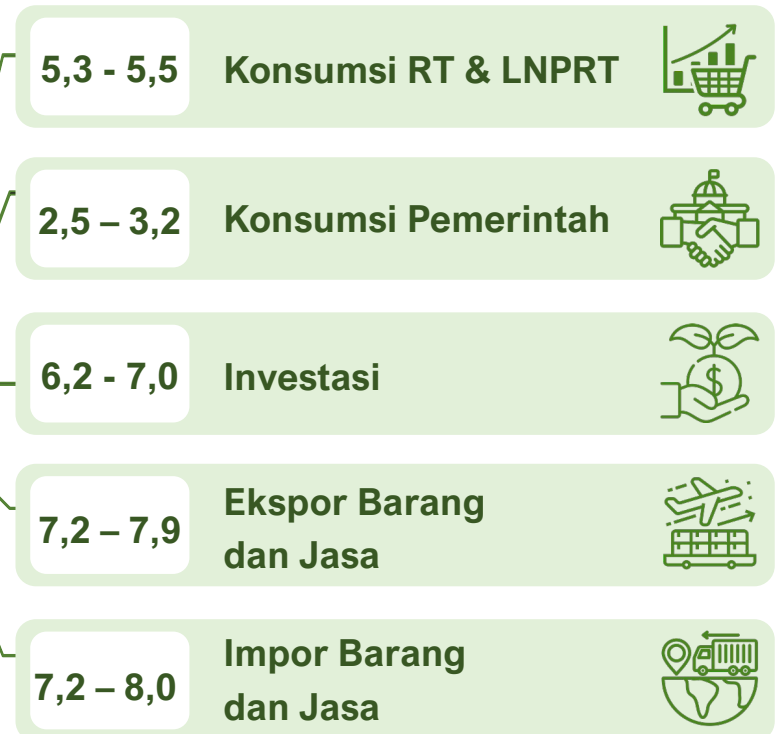 5,3 - 5,5 Konsumsi RT & LNPRT
2,5 – 3,2 Konsumsi Pemerintah
6,2 - 7,0 Investasi
7,2 – 7,9 Ekspor Barang
dan Jasa
7,2 – 8,0 Impor Barang
dan Jasa